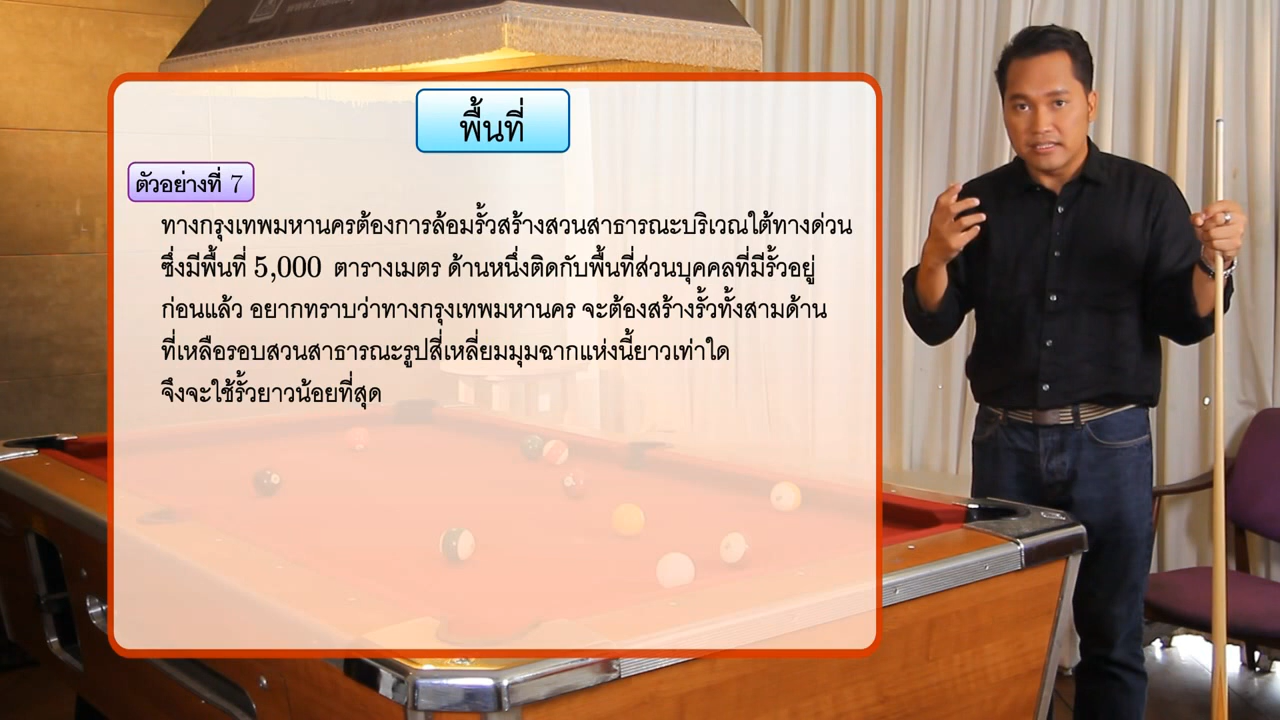 พื้นที่
ตัวอย่างที่ 7
ทางกรุงเทพมหานครต้องการล้อมรั้วสร้างสวนสาธารณะบริเวณใต้ทางด่วน
ซึ่งมีพื้นที่ 5,000 ตารางเมตร ด้านหนึ่งติดกับพื้นที่ส่วนบุคคลที่มีรั้วอยู่
ก่อนแล้ว อยากทราบว่าทางกรุงเทพมหานคร จะต้องสร้างรั้วทั้งสามด้าน
ที่เหลือรอบสวนสาธารณะรูปสี่เหลี่ยมมุมฉากแห่งนี้ยาวเท่าใด
จึงจะใช้รั้วยาวน้อยที่สุด